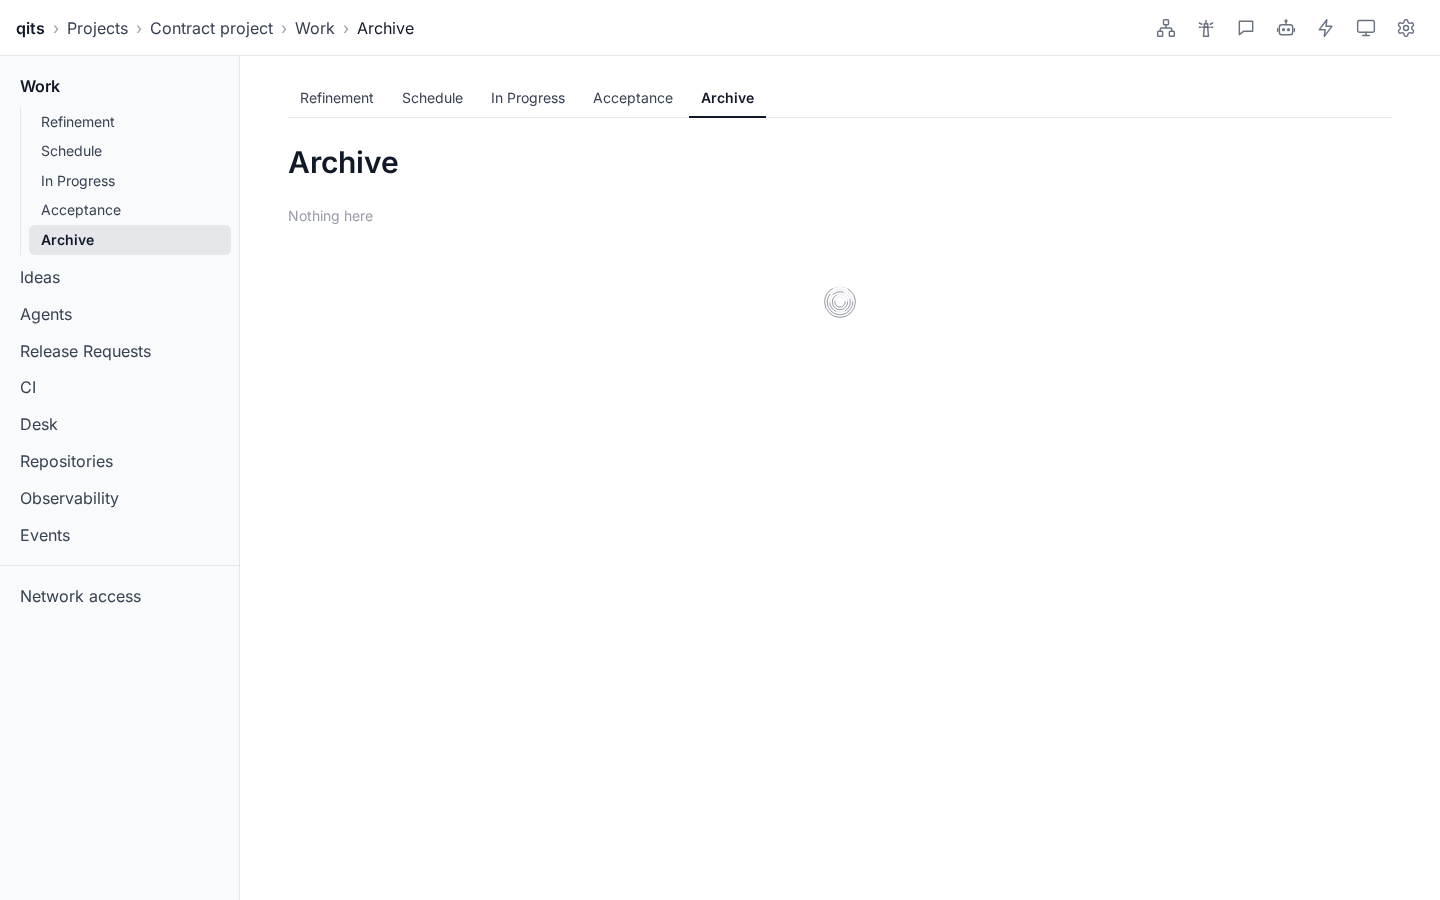 qits › Projects › Contract project › Work › Archive
Work
Refinement
Schedule
In Progress
Acceptance
Archive
Ideas
Agents
Release Requests
CI
Desk
Repositories
Observability
Events
Network access
Refinement Schedule In Progress Acceptance Archive
Archive
Nothing here